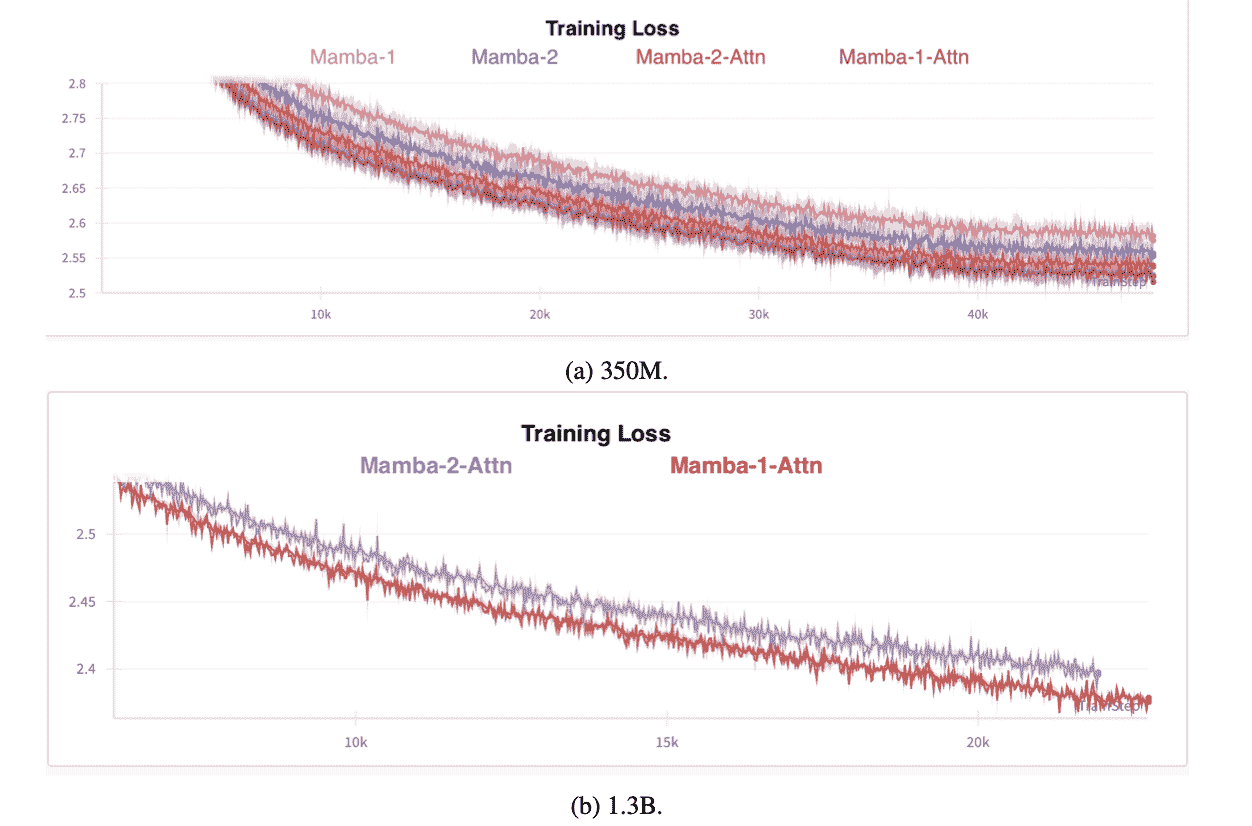 Training Loss
Mamba-1 Mamba-2 Mamba-2-Attn Mamba-1-Attn
2.8
2.75
2.7
2.65
2.6
2.55
2.5
TrainStep
10k 20k 30k 40k
(a) 350M.
Training Loss
Mamba-2-Attn Mamba-1-Attn
2.5
2.45
2.4
TrainStep
10k 15k 20k
(b) 1.3B.